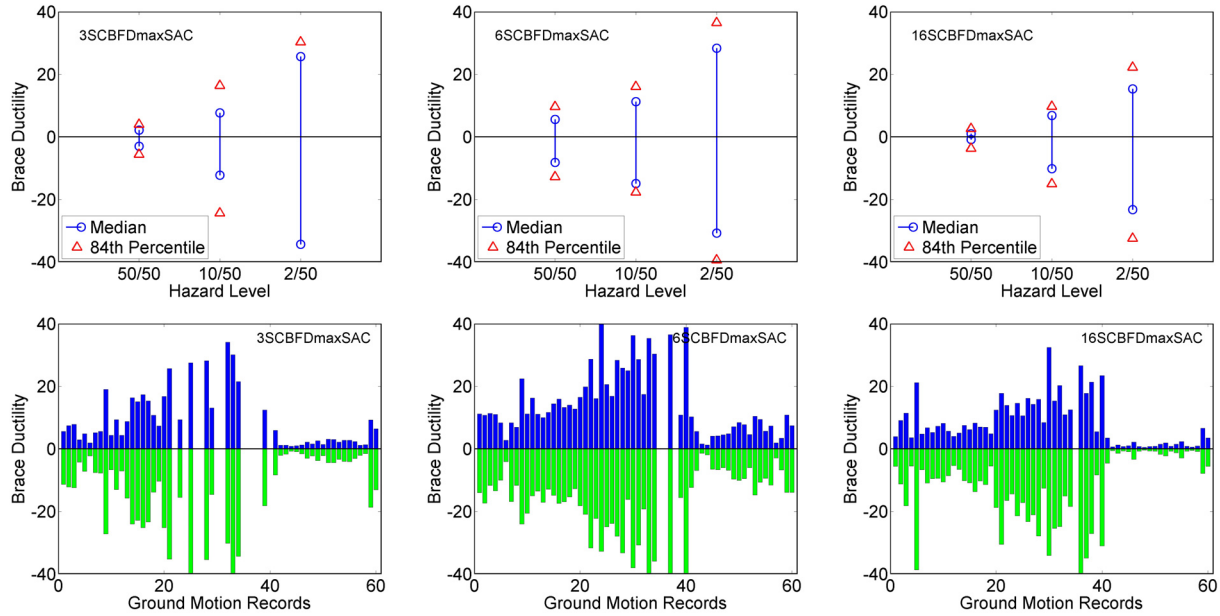 40
20
0
-20
-40
Brace Ductility
3SCBFDmaxSAC
Median
84th Percentile
50/50
10/50
2/50
Hazard Level
40
20
0
-20
-40
Brace Ductility
6SCBFDmaxSAC
Median
84th Percentile
50/50
10/50
2/50
Hazard Level
40
20
0
-20
-40
Brace Ductility
16SCBFDmaxSAC
Median
84th Percentile
50/50
10/50
2/50
Hazard Level
40
20
0
-20
-40
Brace Ductility
3SCBFDmaxSAC
0
20
40
60
Ground Motion Records
40
20
0
-20
-40
Brace Ductility
6SCBFDmaxSAC
0
20
40
60
Ground Motion Records
40
20
0
-20
-40
Brace Ductility
16SCBFDmaxSAC
0
20
40
60
Ground Motion Records